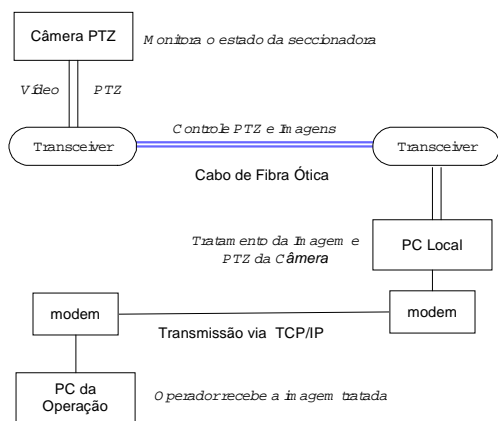 Câmera PTZ
Monitora o estado da seccionadora
Vídeo PTZ
Controle PTZ e Imagens
Transceiver
Transceiver
Cabo de Fibra Ótica
Tratamento da Imagem e
PTZ da Câmera
PC Local
modem
modem
Transmissão via TCP/IP
PC da
Operação
Operador recebe a imagem tratada